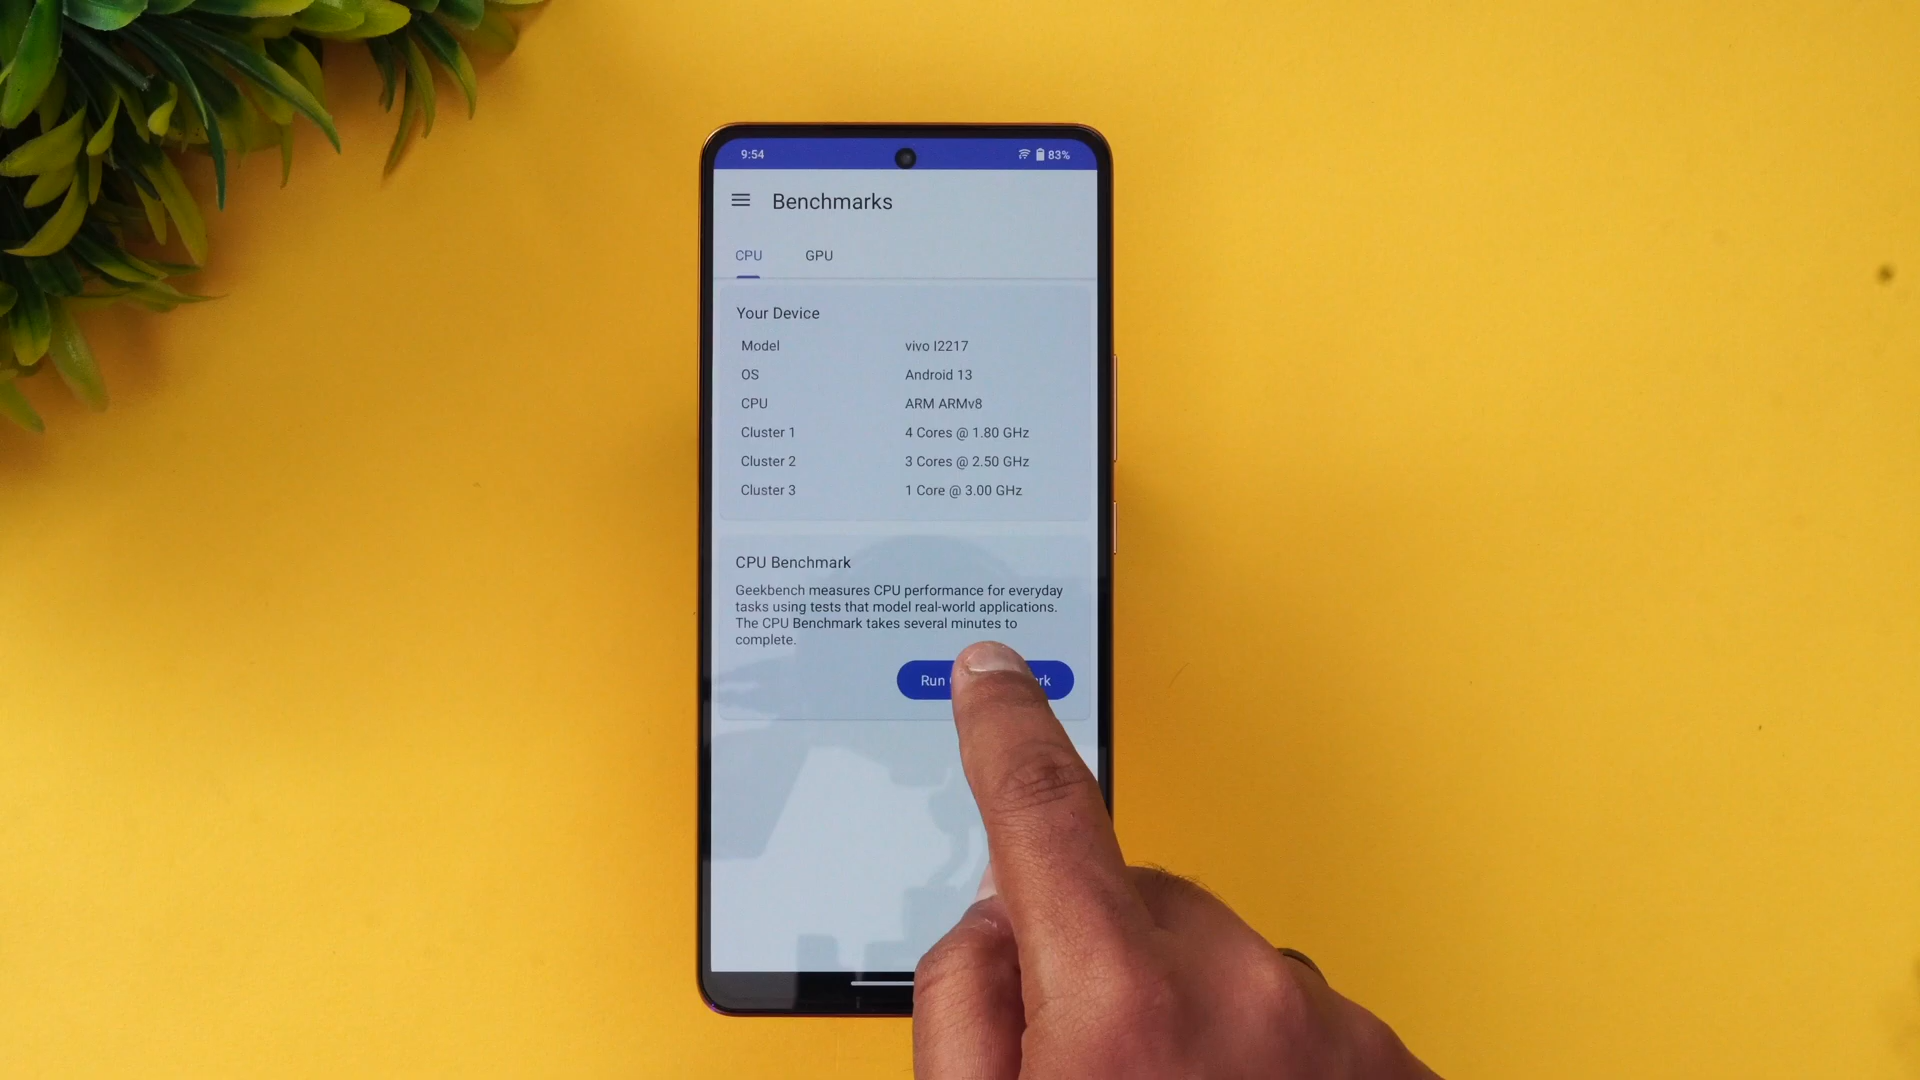 9:54 83%
Benchmarks
CPU GPU
Your Device
Model vivo I2217
OS Android 13
CPU ARM ARMv8
Cluster 1 4 Cores @ 1.80 GHz
Cluster 2 3 Cores @ 2.50 GHz
Cluster 3 1 Core @ 3.00 GHz
CPU Benchmark
Geekbench measures CPU performance for everyday
tasks using tests that model real-world applications.
The CPU Benchmark takes several minutes to
complete.
Run